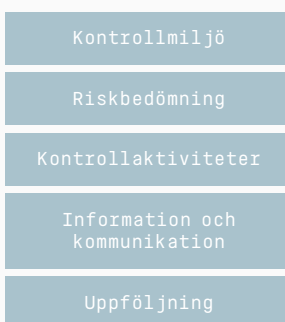 Kontrollmiljö
Riskbedömning
Kontrollaktiviteter
Information och
kommunikation
Uppföljning